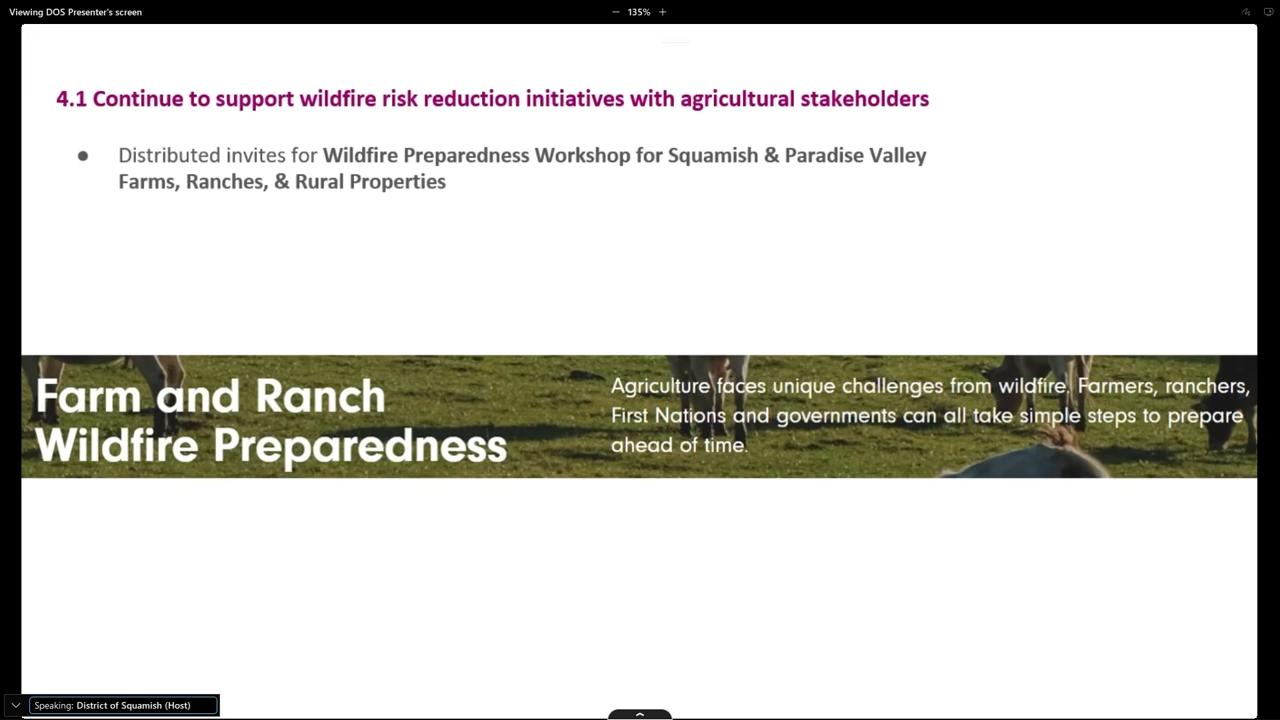 Viewing DOS Presenter's screen
− 135% +
4.1 Continue to support wildfire risk reduction initiatives with agricultural stakeholders
● Distributed invites for Wildfire Preparedness Workshop for Squamish & Paradise Valley
Farms, Ranches, & Rural Properties
Farm and Ranch
Wildfire Preparedness
Agriculture faces unique challenges from wildfire. Farmers, ranchers,
First Nations and governments can all take simple steps to prepare
ahead of time.
Speaking: District of Squamish (Host)